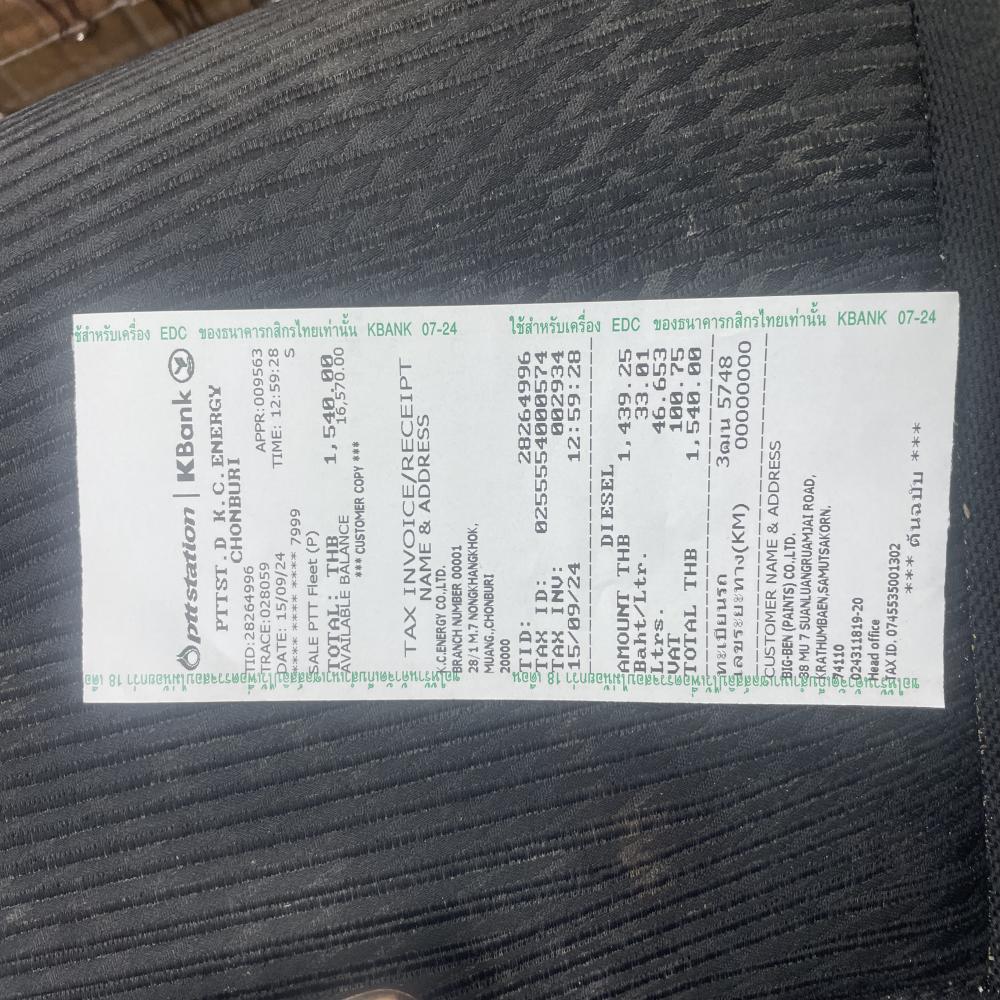 ใช้สำหรับเครื่อง EDC ของธนาคารกสิกรไทยเท่านั้น KBANK 07-24
pttstation | KBank
PTTST.D K.C.ENERGY
CHONBURI
TID:28264996 APPR:009563
TRACE:028059 TIME: 12:59:28
DATE: 15/09/24 S
**** **** **** 7999
SALE PTT Fleet (P)
TOTAL: THB 1,540.00
AVAILABLE BALANCE 16,570.00
*** CUSTOMER COPY ***
TAX INVOICE/RECEIPT
NAME & ADDRESS
K.C.ENERGY CO.,LTD.
BRANCH NUMBER 00001
28/1 M.7 NONGKHANGKHOK,
MUANG.,CHONBURI
20000
ใช้สำหรับเครื่อง EDC ของธนาคารกสิกรไทยเท่านั้น KBANK 07-24
TID: 28264996
TAX ID: 0255554000574
TAX INV: 002934
15/09/24 12:59:28
DIESEL
AMOUNT THB 1,439.25
Baht/Ltr. 33.01
Ltrs. 46.653
VAT 100.75
TOTAL THB 1,540.00
ทะเบียนรถ 3ฒน 5748
เลขระยะทาง(KM) 00000000
CUSTOMER NAME & ADDRESS
BIG-BEN (PAINTS) CO.,LTD.
38 MU 7 SUANLUANGRUAMJAI ROAD,
KRATHUMBAEN,SAMUTSAKORN.
74110
024311819-20
Head office
TAX ID. 0745535001302
*** ต้นฉบับ ***